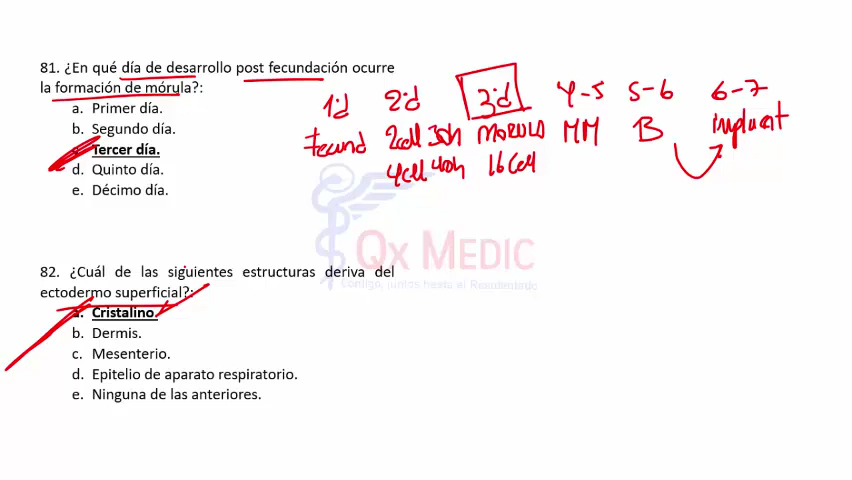 81. ¿En qué día de desarrollo post fecundación ocurre
la formación de mórula?:
a. Primer día.
b. Segundo día.
Tercer día.
d. Quinto día.
e. Décimo día.
1d 2d 3d 4-5 5-6 6-7
fecund 2cell 30h MORULA MM B implant
4cell 40h 16 cell
Qx MEDIC
Contigo, juntos hasta el Residentado
82. ¿Cuál de las siguientes estructuras deriva del
ectodermo superficial?:
a. Cristalino.
b. Dermis.
c. Mesenterio.
d. Epitelio de aparato respiratorio.
e. Ninguna de las anteriores.